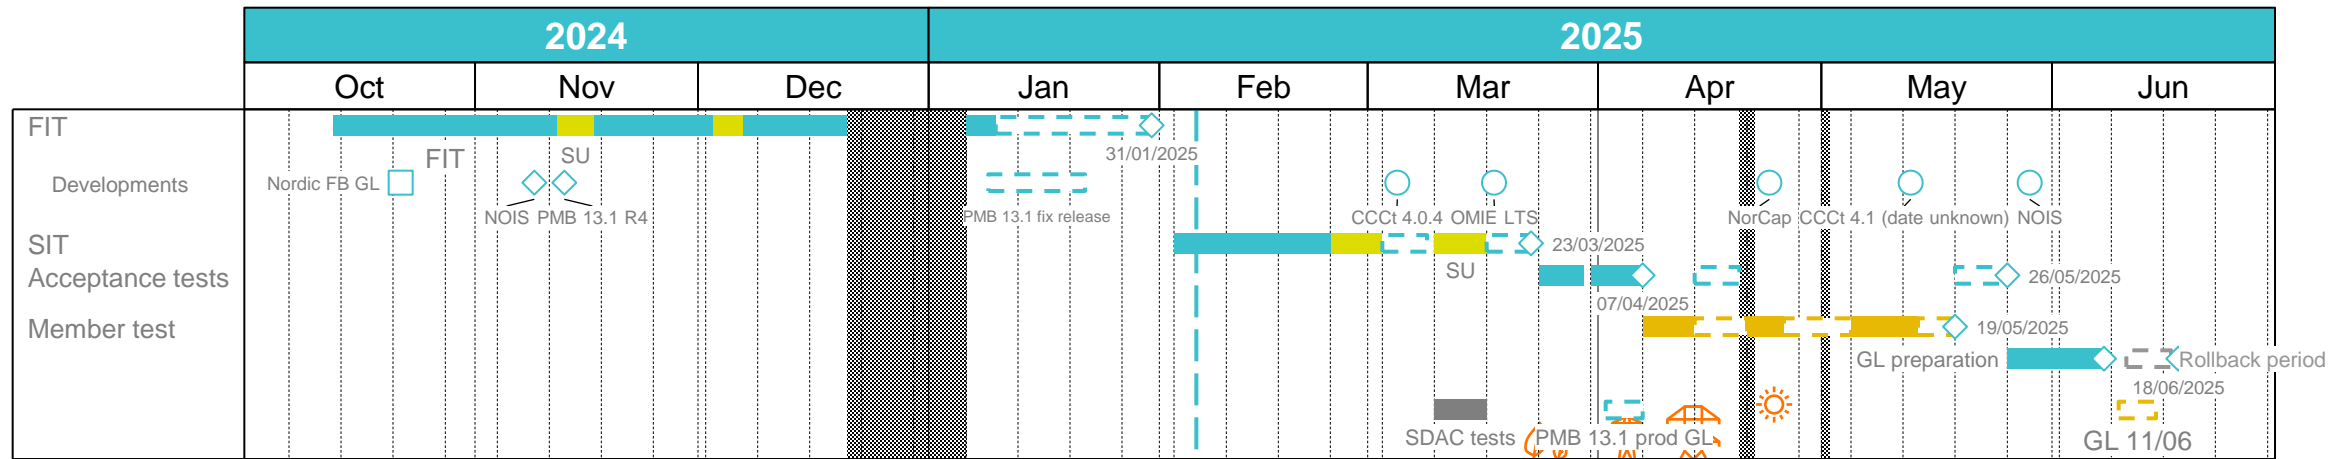 2024 2025
Oct Nov Dec Jan Feb Mar Apr May Jun
FIT
31/01/2025
FIT SU
Developments Nordic FB GL
NOIS PMB 13.1 R4 PMB 13.1 fix release CCCt 4.0.4 OMIE LTS NorCap CCCt 4.1 (date unknown) NOIS
SIT 23/03/2025
SU
Acceptance tests 26/05/2025
07/04/2025
Member test 19/05/2025
GL preparation Rollback period
18/06/2025
SDAC tests PMB 13.1 prod GL GL 11/06